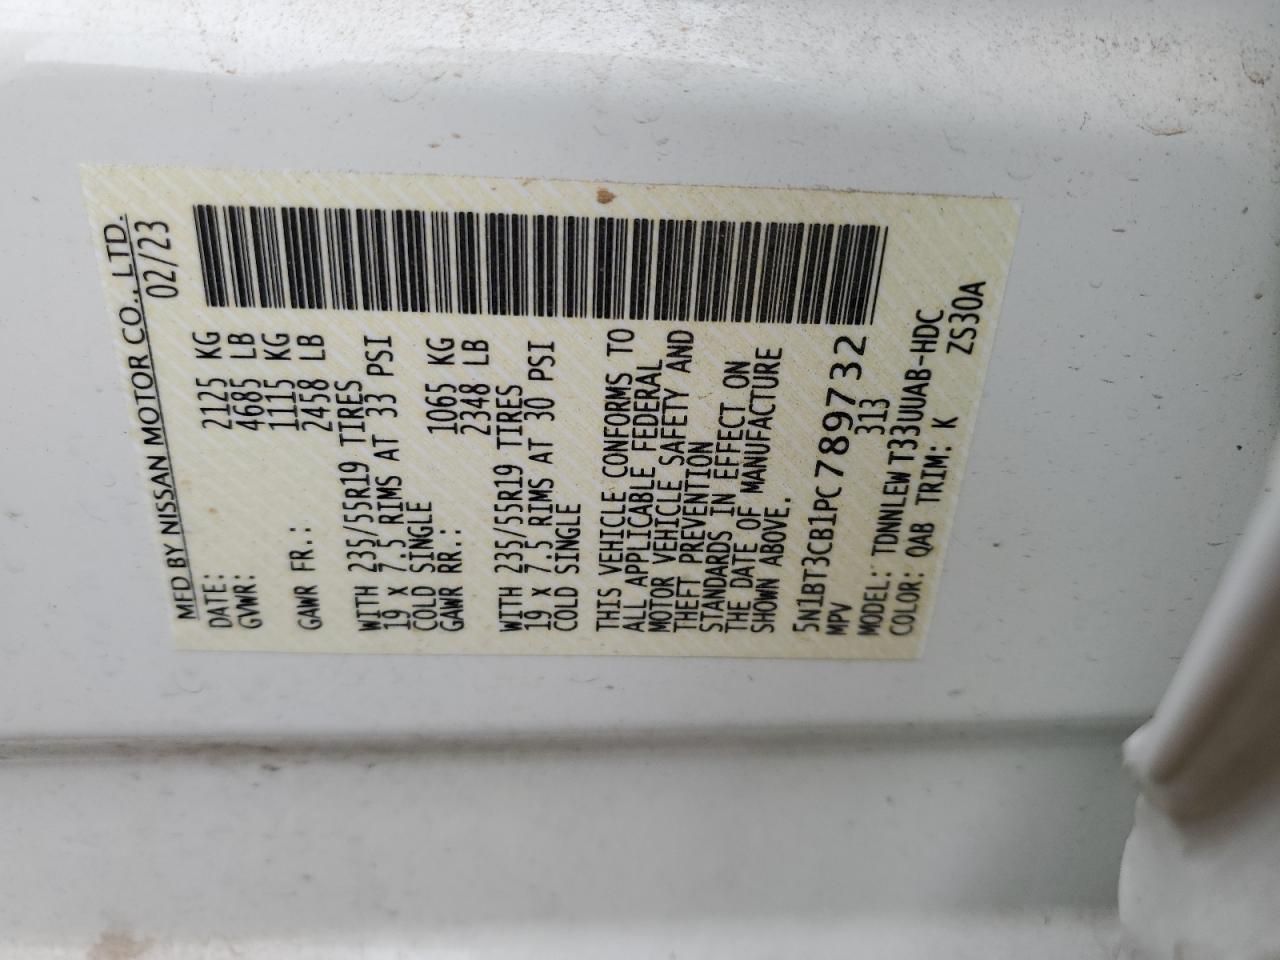 MFD BY NISSAN MOTOR CO., LTD.
DATE: 02/23
GVWR: 2125 KG
4685 LB
1115 KG
GAWR FR.: 2458 LB
WITH 235/55R19 TIRES
19 X 7.5 RIMS AT 33 PSI
COLD SINGLE
GAWR RR.: 1065 KG
2348 LB
WITH 235/55R19 TIRES
19 X 7.5 RIMS AT 30 PSI
COLD SINGLE
THIS VEHICLE CONFORMS TO
ALL APPLICABLE FEDERAL
MOTOR VEHICLE SAFETY AND
THEFT PREVENTION
STANDARDS IN EFFECT ON
THE DATE OF MANUFACTURE
SHOWN ABOVE.
5N1BT3CB1PC789732
MPV 313
MODEL: TDNNLEWT33UUAB-HDC
COLOR: QAB TRIM: K ZS30A